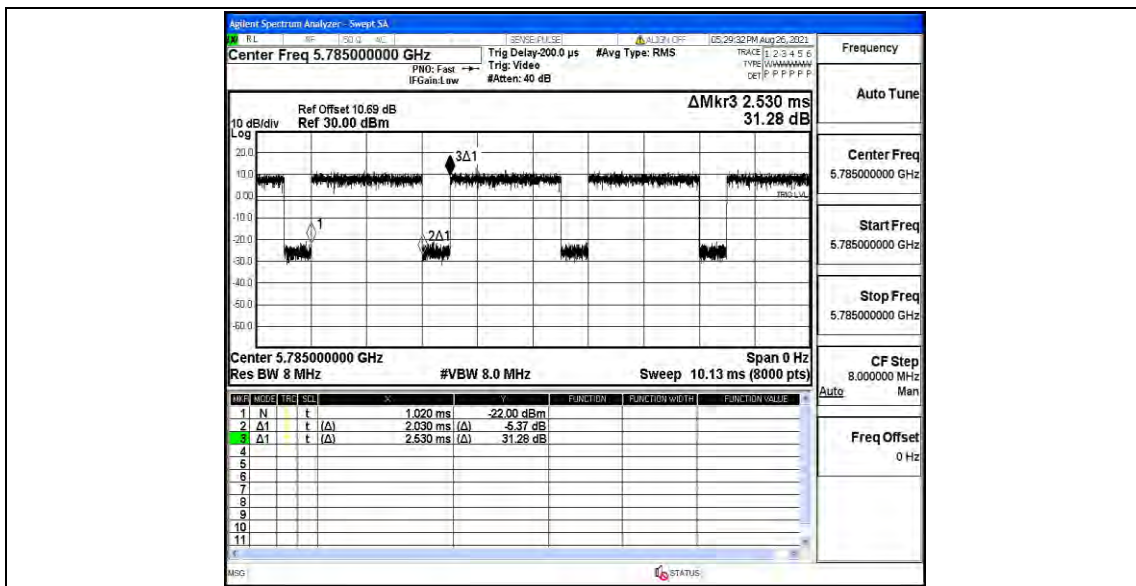 Agilent Spectrum Analyzer - Swept SA
RL RF 50 Ω AC SENSE:PULSE ALIGN OFF 05:29:32 PM Aug 26, 2021
Center Freq 5.785000000 GHz
Trig Delay-200.0 µs #Avg Type: RMS
TRACE 1 2 3 4 5 6
PNO: Fast Trig: Video
TYPE
IFGain:Low #Atten: 40 dB
DET P P P P P P
ΔMkr3 2.530 ms
31.28 dB
Ref Offset 10.69 dB
10 dB/div Ref 30.00 dBm
Log
20.0
10.0
0.00
-10.0
-20.0
-30.0
-40.0
-50.0
-60.0
3Δ1
TRIG LVL
1
2Δ1
Center 5.785000000 GHz Span 0 Hz
Res BW 8 MHz #VBW 8.0 MHz Sweep 10.13 ms (8000 pts)
MKR MODE TRC SCL X Y FUNCTION FUNCTION WIDTH FUNCTION VALUE
1 N t 1.020 ms -22.00 dBm
2 Δ1 t (Δ) 2.030 ms (Δ) -5.37 dB
3 Δ1 t (Δ) 2.530 ms (Δ) 31.28 dB
4
5
6
7
8
9
10
11
MSG STATUS
Frequency
Auto Tune
Center Freq
5.785000000 GHz
Start Freq
5.785000000 GHz
Stop Freq
5.785000000 GHz
CF Step
8.000000 MHz
Auto Man
Freq Offset
0 Hz